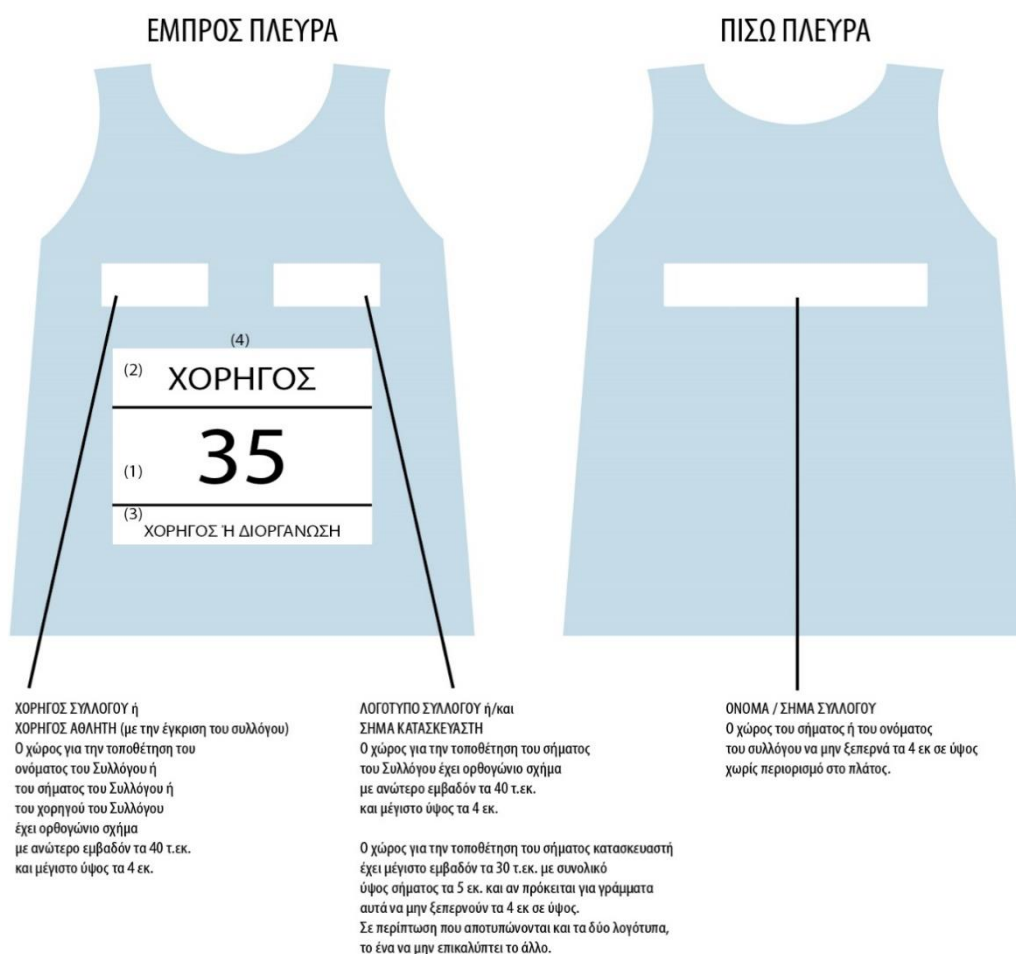 ΕΜΠΡΟΣ ΠΛΕΥΡΑ
ΠΙΣΩ ΠΛΕΥΡΑ
(4)
(2) ΧΟΡΗΓΟΣ
35
(1)
(3)
ΧΟΡΗΓΟΣ Ή ΔΙΟΡΓΑΝΩΣΗ
ΧΟΡΗΓΟΣ ΣΥΛΛΟΓΟΥ ή
ΧΟΡΗΓΟΣ ΑΘΛΗΤΗ (με την έγκριση του συλλόγου)
Ο χώρος για την τοποθέτηση του
ονόματος του Συλλόγου ή
του σήματος του Συλλόγου ή
του χορηγού του Συλλόγου
έχει ορθογώνιο σχήμα
με ανώτερο εμβαδόν τα 40 τ.εκ.
και μέγιστο ύψος τα 4 εκ.
ΛΟΓΟΤΥΠΟ ΣΥΛΛΟΓΟΥ ή/και
ΣΗΜΑ ΚΑΤΑΣΚΕΥΑΣΤΗ
Ο χώρος για την τοποθέτηση του σήματος
του Συλλόγου έχει ορθογώνιο σχήμα
με ανώτερο εμβαδόν τα 40 τ.εκ.
και μέγιστο ύψος τα 4 εκ.
Ο χώρος για την τοποθέτηση του σήματος κατασκευαστή
έχει μέγιστο εμβαδόν τα 30 τ.εκ. με συνολικό
ύψος σήματος τα 5 εκ. και αν πρόκειται για γράμματα
αυτά να μην ξεπερνούν τα 4 εκ σε ύψος.
Σε περίπτωση που αποτυπώνονται και τα δύο λογότυπα,
το ένα να μην επικαλύπτει το άλλο.
ΟΝΟΜΑ / ΣΗΜΑ ΣΥΛΛΟΓΟΥ
Ο χώρος του σήματος ή του ονόματος
του συλλόγου να μην ξεπερνά τα 4 εκ σε ύψος
χωρίς περιορισμό στο πλάτος.